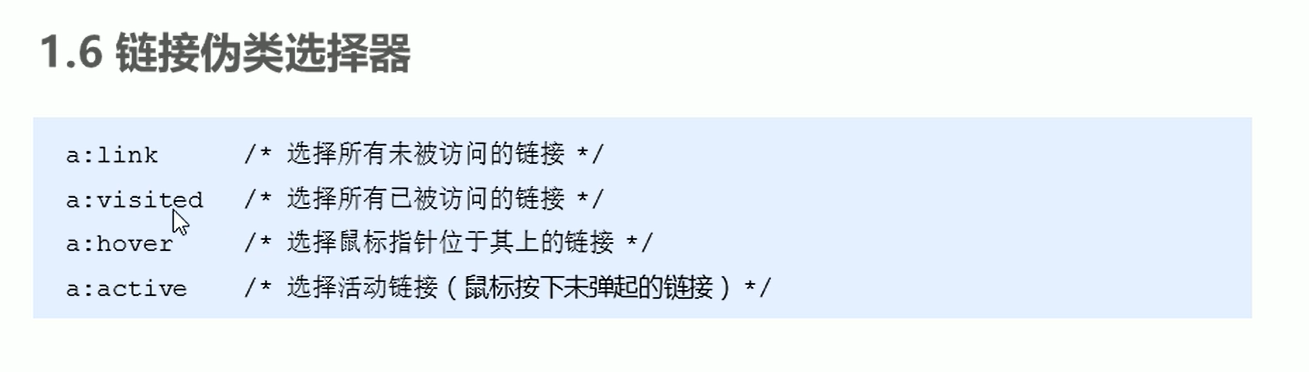 1.6 链接伪类选择器
a:link /* 选择所有未被访问的链接 */
a:visited /* 选择所有已被访问的链接 */
a:hover /* 选择鼠标指针位于其上的链接 */
a:active /* 选择活动链接（鼠标按下未弹起的链接）*/